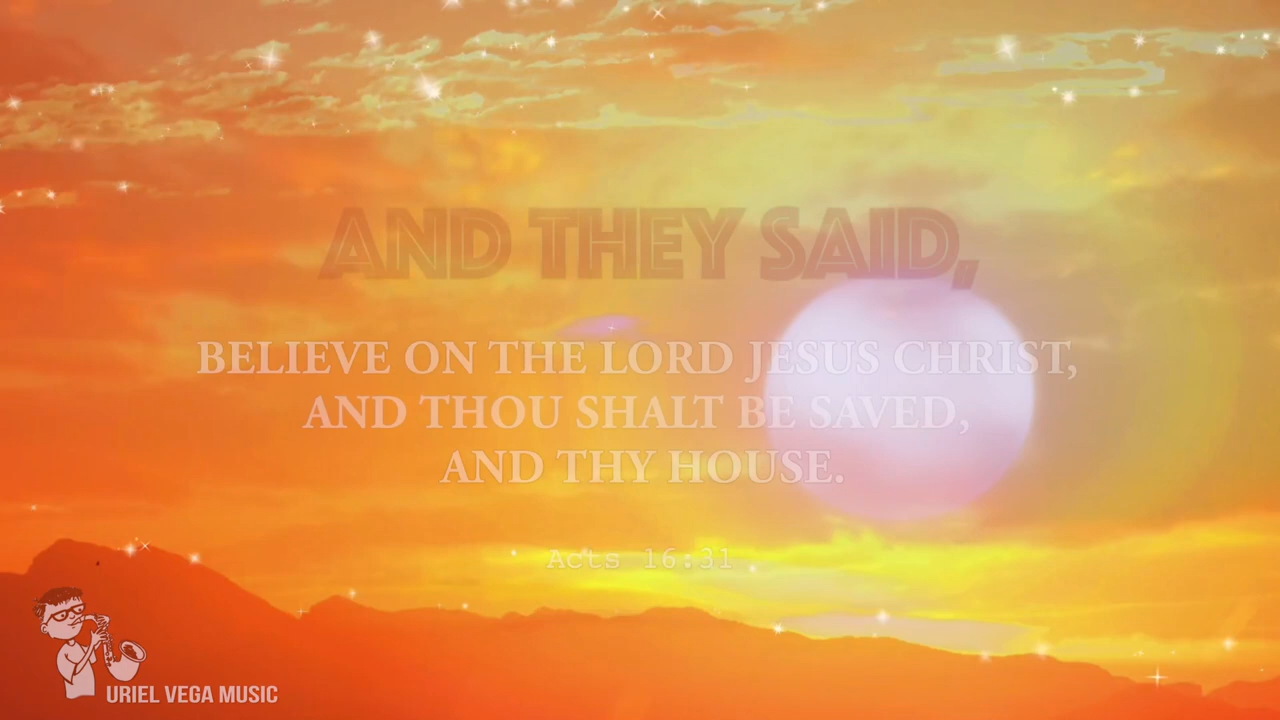 AND THEY SAID,
BELIEVE ON THE LORD JESUS CHRIST,
AND THOU SHALT BE SAVED,
AND THY HOUSE.
Acts 16:31
URIEL VEGA MUSIC